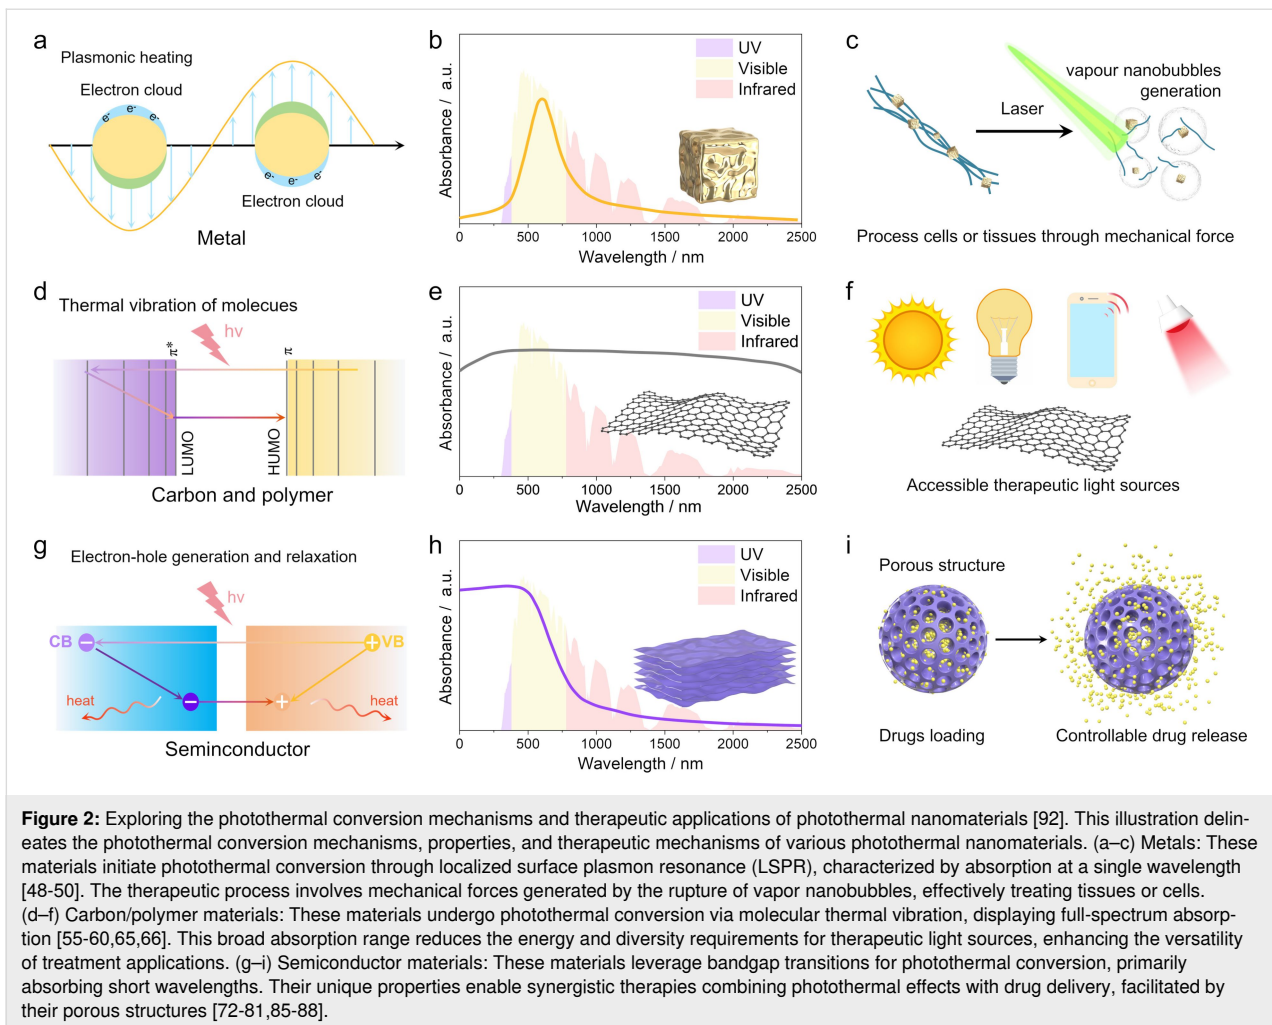 a
Plasmonic heating
Electron cloud
e- e- e-
e- e- e-
Electron cloud
Metal
b
Absorbance / a.u.
UV
Visible
Infrared
0 500 1000 1500 2000 2500
Wavelength / nm
c
vapour nanobubbles
generation
Laser
Process cells or tissues through mechanical force
d
Thermal vibration of molecues
hv
π*
π
LUMO
HUMO
Carbon and polymer
e
Absorbance / a.u.
UV
Visible
Infrared
0 500 1000 1500 2000 2500
Wavelength / nm
f
Accessible therapeutic light sources
g
Electron-hole generation and relaxation
hv
CB
VB
heat
heat
Seminconductor
h
Absorbance / a.u.
UV
Visible
Infrared
0 500 1000 1500 2000 2500
Wavelength / nm
i
Porous structure
Drugs loading
Controllable drug release
Figure 2: Exploring the photothermal conversion mechanisms and therapeutic applications of photothermal nanomaterials [92]. This illustration delin-
eates the photothermal conversion mechanisms, properties, and therapeutic mechanisms of various photothermal nanomaterials. (a–c) Metals: These
materials initiate photothermal conversion through localized surface plasmon resonance (LSPR), characterized by absorption at a single wavelength
[48-50]. The therapeutic process involves mechanical forces generated by the rupture of vapor nanobubbles, effectively treating tissues or cells.
(d–f) Carbon/polymer materials: These materials undergo photothermal conversion via molecular thermal vibration, displaying full-spectrum absorp-
tion [55-60,65,66]. This broad absorption range reduces the energy and diversity requirements for therapeutic light sources, enhancing the versatility
of treatment applications. (g–i) Semiconductor materials: These materials leverage bandgap transitions for photothermal conversion, primarily
absorbing short wavelengths. Their unique properties enable synergistic therapies combining photothermal effects with drug delivery, facilitated by
their porous structures [72-81,85-88].